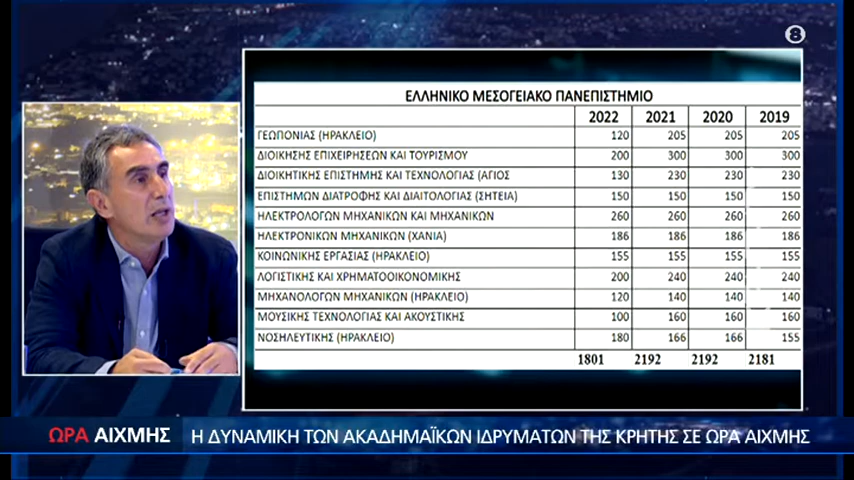 8
ΕΛΛΗΝΙΚΟ ΜΕΣΟΓΕΙΑΚΟ ΠΑΝΕΠΙΣΤΗΜΙΟ
2022 2021 2020 2019
ΓΕΩΠΟΝΙΑΣ (ΗΡΑΚΛΕΙΟ) 120 205 205 205
ΔΙΟΙΚΗΣΗΣ ΕΠΙΧΕΙΡΗΣΕΩΝ ΚΑΙ ΤΟΥΡΙΣΜΟΥ 200 300 300 300
ΔΙΟΙΚΗΤΙΚΗΣ ΕΠΙΣΤΗΜΗΣ ΚΑΙ ΤΕΧΝΟΛΟΓΙΑΣ (ΑΓΙΟΣ 130 230 230 230
ΕΠΙΣΤΗΜΩΝ ΔΙΑΤΡΟΦΗΣ ΚΑΙ ΔΙΑΙΤΟΛΟΓΙΑΣ (ΣΗΤΕΙΑ) 150 150 150 150
ΗΛΕΚΤΡΟΛΟΓΩΝ ΜΗΧΑΝΙΚΩΝ ΚΑΙ ΜΗΧΑΝΙΚΩΝ 260 260 260 260
ΗΛΕΚΤΡΟΝΙΚΩΝ ΜΗΧΑΝΙΚΩΝ (ΧΑΝΙΑ) 186 186 186 186
ΚΟΙΝΩΝΙΚΗΣ ΕΡΓΑΣΙΑΣ (ΗΡΑΚΛΕΙΟ) 155 155 155 155
ΛΟΓΙΣΤΙΚΗΣ ΚΑΙ ΧΡΗΜΑΤΟΟΙΚΟΝΟΜΙΚΗΣ 200 240 240 240
ΜΗΧΑΝΟΛΟΓΩΝ ΜΗΧΑΝΙΚΩΝ (ΗΡΑΚΛΕΙΟ) 120 140 140 140
ΜΟΥΣΙΚΗΣ ΤΕΧΝΟΛΟΓΙΑΣ ΚΑΙ ΑΚΟΥΣΤΙΚΗΣ 100 160 160 160
ΝΟΣΗΛΕΥΤΙΚΗΣ (ΗΡΑΚΛΕΙΟ) 180 166 166 155
1801 2192 2192 2181
ΩΡΑ ΑΙΧΜΗΣ Η ΔΥΝΑΜΙΚΗ ΤΩΝ ΑΚΑΔΗΜΑΪΚΩΝ ΙΔΡΥΜΑΤΩΝ ΤΗΣ ΚΡΗΤΗΣ ΣΕ ΩΡΑ ΑΙΧΜΗΣ